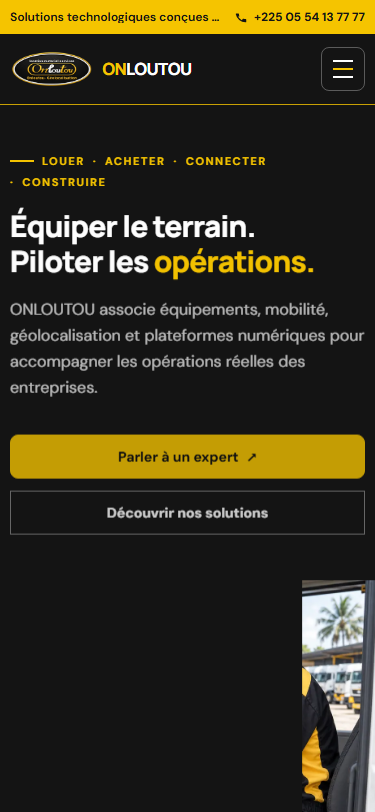 Solutions technologiques conçues ...
+225 05 54 13 77 77
OnLoutou
ONLOUTOU
LOUER · ACHETER · CONNECTER
· CONSTRUIRE
Équiper le terrain.
Piloter les opérations.
ONLOUTOU associe équipements, mobilité,
géolocalisation et plateformes numériques pour
accompagner les opérations réelles des
entreprises.
Parler à un expert ↗
Découvrir nos solutions